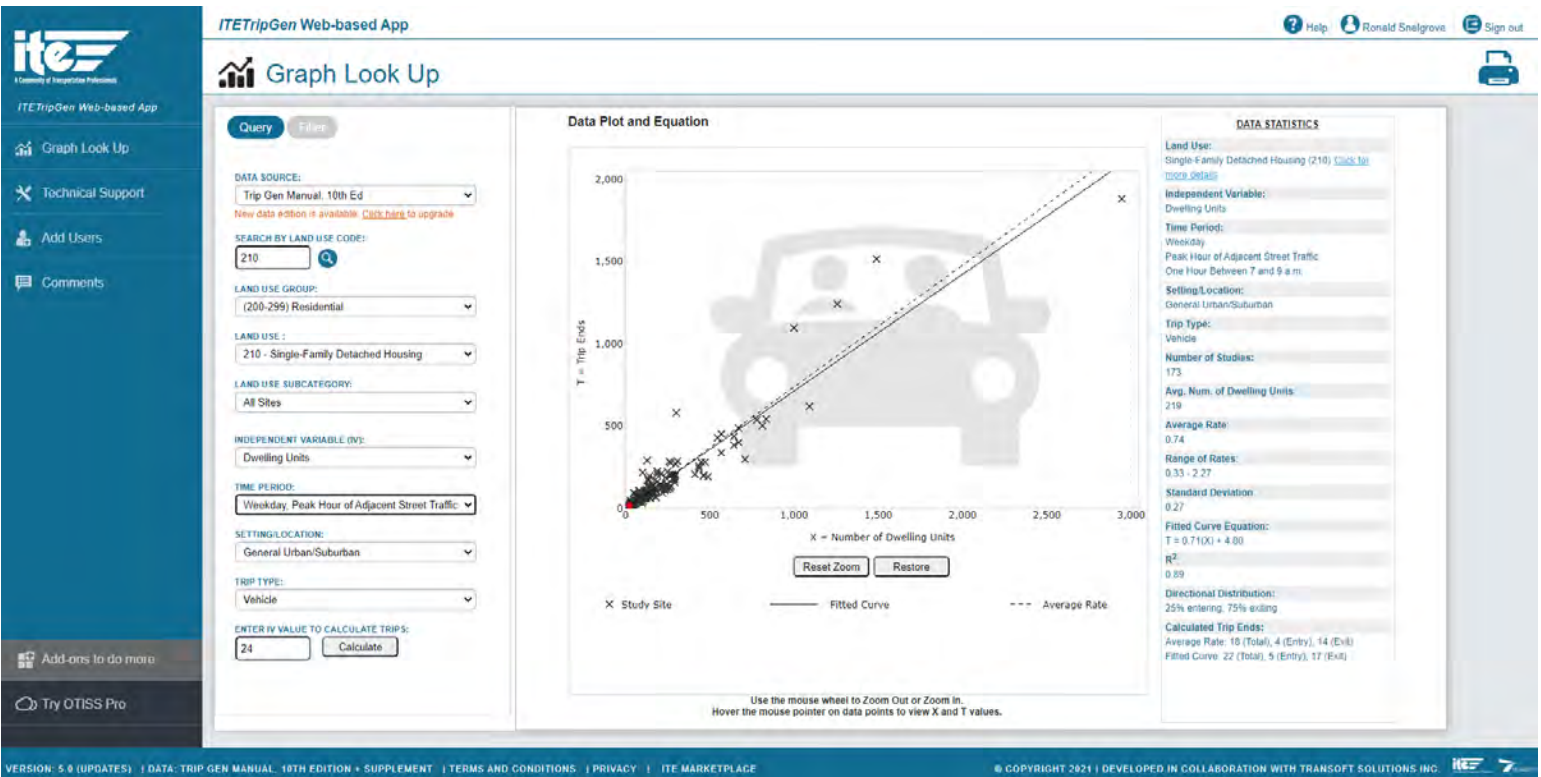 ITETripGen Web-based App
Help
Ronald Snelgrove
Sign out
ite
A Community of Transportation Professionals
ITETripGen Web-based App
Graph Look Up
Technical Support
Add Users
Comments
Add-ons to do more
Try OTISS Pro
Graph Look Up
Query
Filter
DATA SOURCE:
Trip Gen Manual, 10th Ed
New data edition is available. Click here to upgrade
SEARCH BY LAND USE CODE:
210
LAND USE GROUP:
(200-299) Residential
LAND USE :
210 - Single-Family Detached Housing
LAND USE SUBCATEGORY:
All Sites
INDEPENDENT VARIABLE (IV):
Dwelling Units
TIME PERIOD:
Weekday, Peak Hour of Adjacent Street Traffic
SETTING/LOCATION:
General Urban/Suburban
TRIP TYPE:
Vehicle
ENTER IV VALUE TO CALCULATE TRIPS:
24
Calculate
Data Plot and Equation
T = Trip Ends
2,000
1,500
1,000
500
0
0 500 1,000 1,500 2,000 2,500 3,000
X = Number of Dwelling Units
Reset Zoom
Restore
Study Site
Fitted Curve
Average Rate
Use the mouse wheel to Zoom Out or Zoom In.
Hover the mouse pointer on data points to view X and T values.
DATA STATISTICS
Land Use:
Single-Family Detached Housing (210) Click for
more details
Independent Variable:
Dwelling Units
Time Period:
Weekday
Peak Hour of Adjacent Street Traffic
One Hour Between 7 and 9 a.m.
Setting/Location:
General Urban/Suburban
Trip Type:
Vehicle
Number of Studies:
173
Avg. Num. of Dwelling Units
219
Average Rate
0.74
Range of Rates:
0.33 - 2.27
Standard Deviation
0.27
Fitted Curve Equation:
T = 0.71(X) + 4.80
R²:
0.89
Directional Distribution:
25% entering, 75% exiting
Calculated Trip Ends:
Average Rate: 18 (Total), 4 (Entry), 14 (Exit)
Fitted Curve: 22 (Total), 5 (Entry), 17 (Exit)
VERSION: 5.0 (UPDATES) | DATA: TRIP GEN MANUAL, 10TH EDITION + SUPPLEMENT | TERMS AND CONDITIONS | PRIVACY | ITE MARKETPLACE
© COPYRIGHT 2021 | DEVELOPED IN COLLABORATION WITH TRANSOFT SOLUTIONS INC.
ite